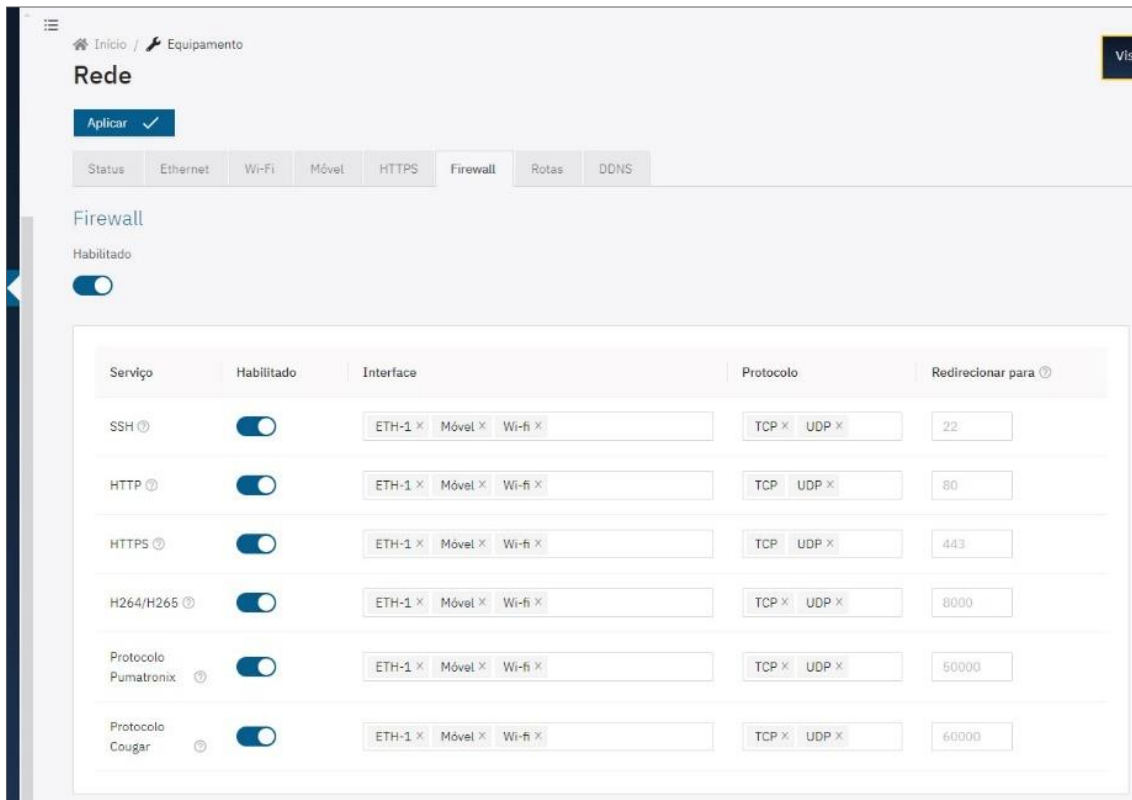 Início / Equipamento
Rede
Vis
Aplicar
Status Ethernet Wi-Fi Móvel HTTPS Firewall Rotas DDNS
Firewall
Habilitado
Serviço Habilitado Interface Protocolo Redirecionar para
SSH ETH-1 × Móvel × Wi-fi × TCP × UDP × 22
HTTP ETH-1 × Móvel × Wi-fi × TCP UDP × 80
HTTPS ETH-1 × Móvel × Wi-fi × TCP UDP × 443
H264/H265 ETH-1 × Móvel × Wi-fi × TCP × UDP × 8000
Protocolo
Pumatronix ETH-1 × Móvel × Wi-fi × TCP × UDP × 50000
Protocolo
Cougar ETH-1 × Móvel × Wi-fi × TCP × UDP × 60000